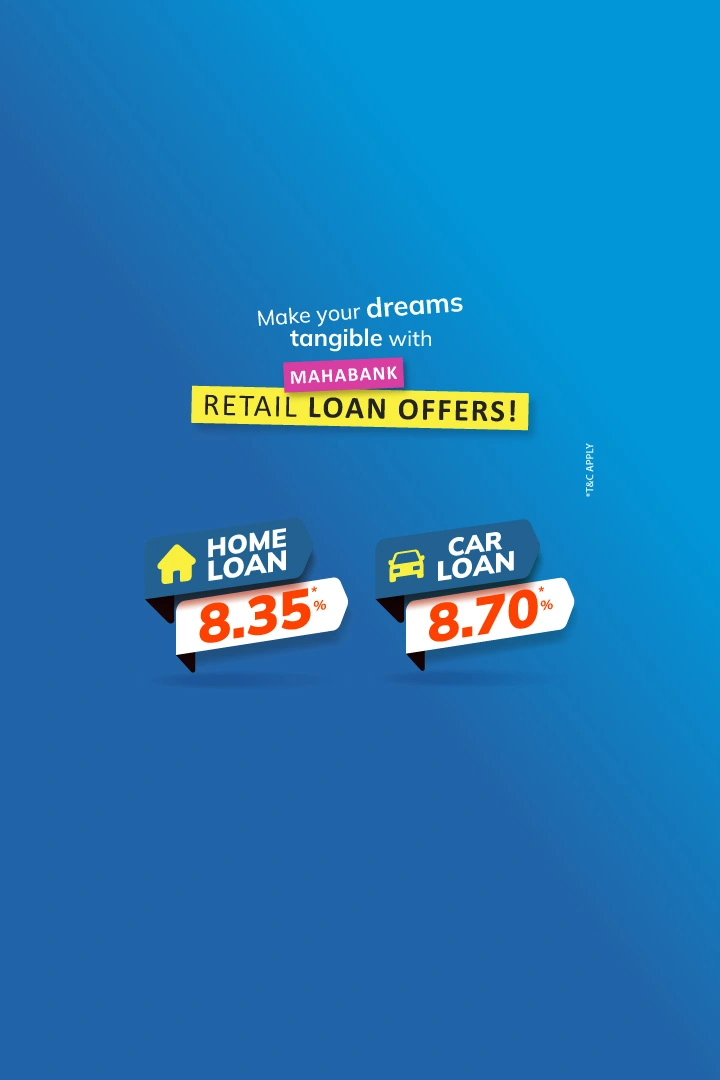 Make your dreams
tangible with
MAHABANK
RETAIL LOAN OFFERS!
*T&C APPLY
HOME
LOAN
8.35*%
CAR
LOAN
8.70*%